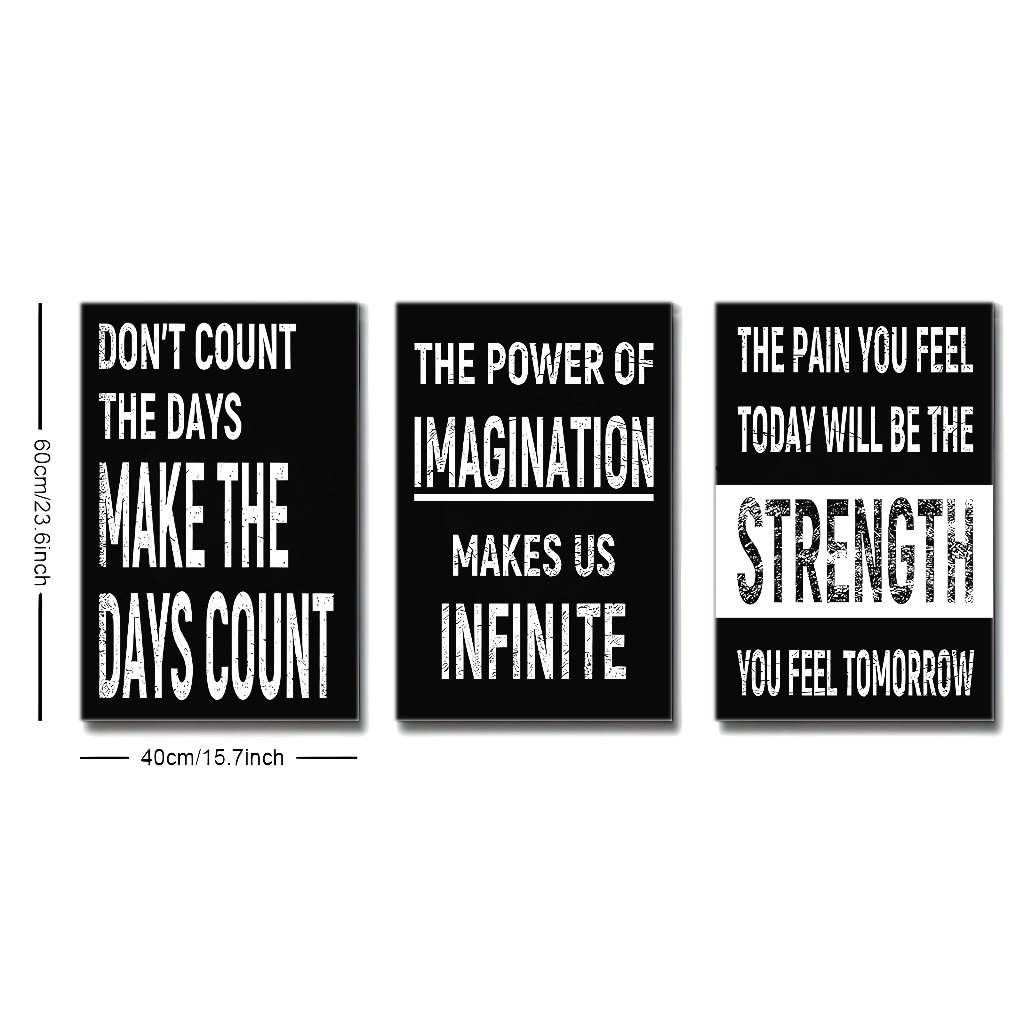 DON'T COUNT
THE DAYS
MAKE THE
DAYS COUNT
THE POWER OF
IMAGINATION
MAKES US
INFINITE
THE PAIN YOU FEEL
TODAY WILL BE THE
STRENGTH
YOU FEEL TOMORROW
60cm/23.6inch
40cm/15.7inch